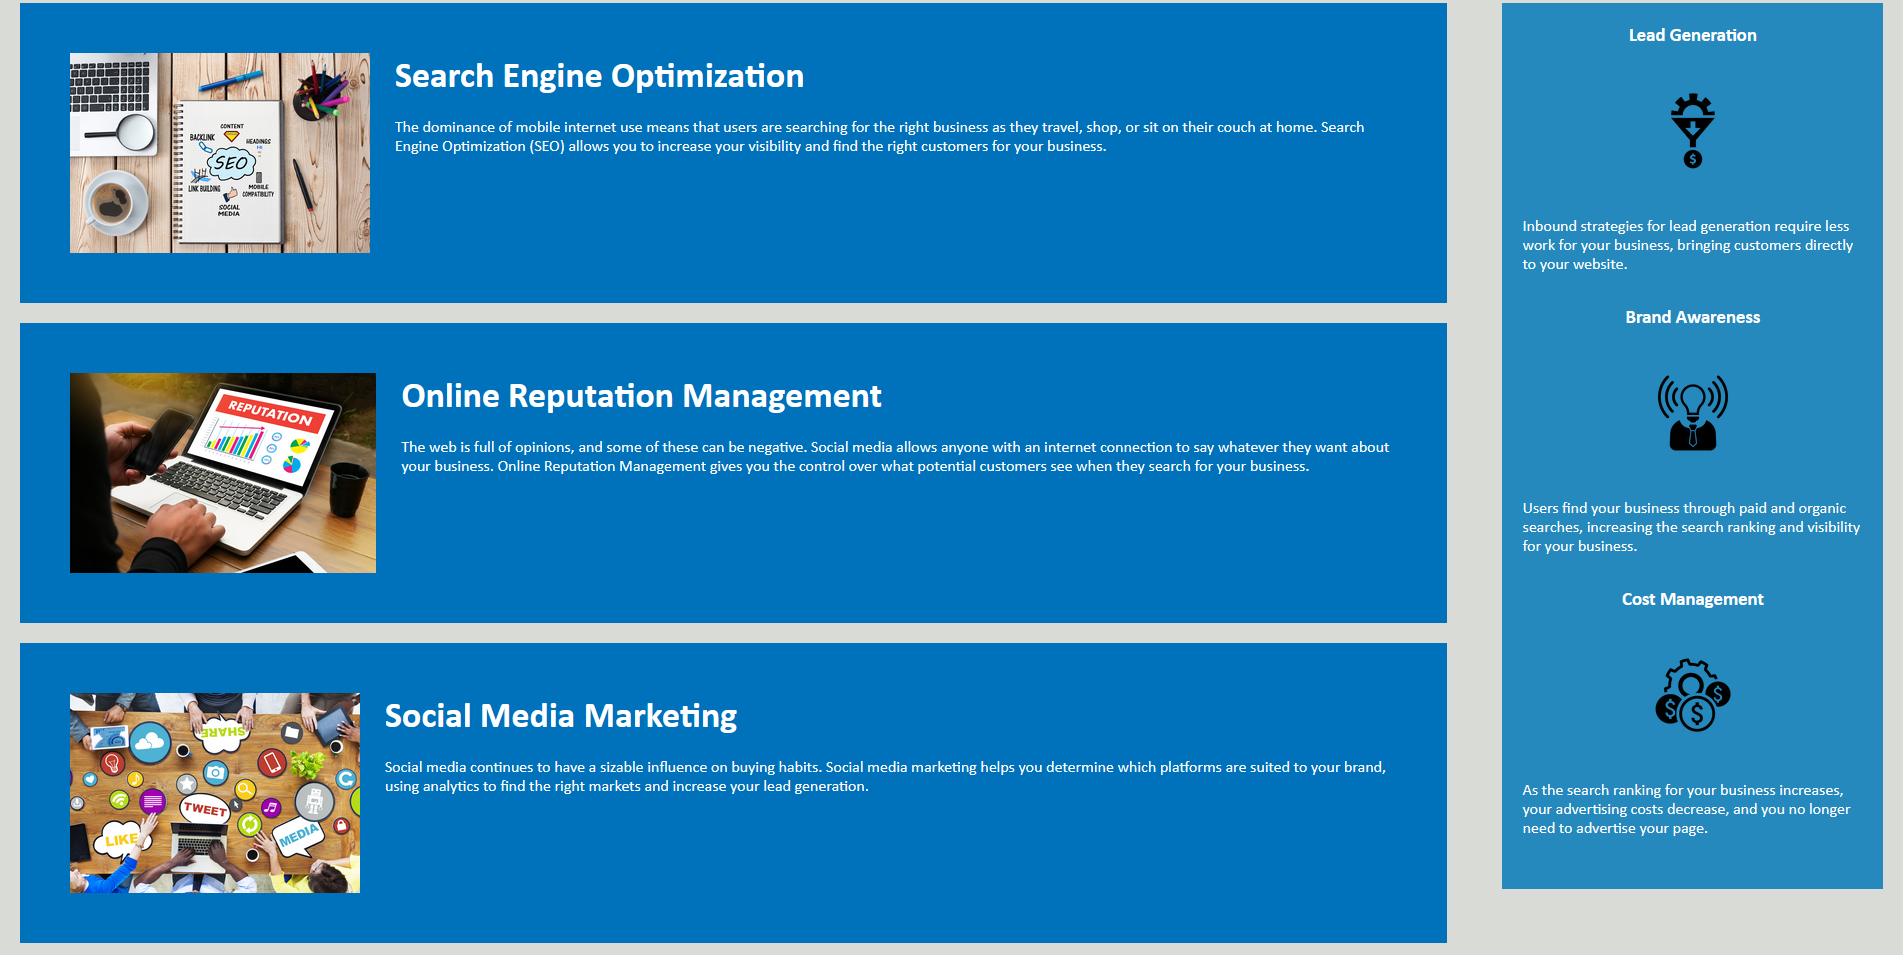 Search Engine Optimization
The dominance of mobile internet use means that users are searching for the right business as they travel, shop, or sit on their couch at home. Search
Engine Optimization (SEO) allows you to increase your visibility and find the right customers for your business.
CONTENT
BACKLINK
HEADINGS
SEO
LINK BUILDING
MOBILE
COMPATIBILITY
SOCIAL
MEDIA
Online Reputation Management
The web is full of opinions, and some of these can be negative. Social media allows anyone with an internet connection to say whatever they want about
your business. Online Reputation Management gives you the control over what potential customers see when they search for your business.
REPUTATION
Social Media Marketing
Social media continues to have a sizable influence on buying habits. Social media marketing helps you determine which platforms are suited to your brand,
using analytics to find the right markets and increase your lead generation.
SHARE
TWEET
LIKE
MEDIA
Lead Generation
$
Inbound strategies for lead generation require less
work for your business, bringing customers directly
to your website.
Brand Awareness
Users find your business through paid and organic
searches, increasing the search ranking and visibility
for your business.
Cost Management
$ $ $
As the search ranking for your business increases,
your advertising costs decrease, and you no longer
need to advertise your page.